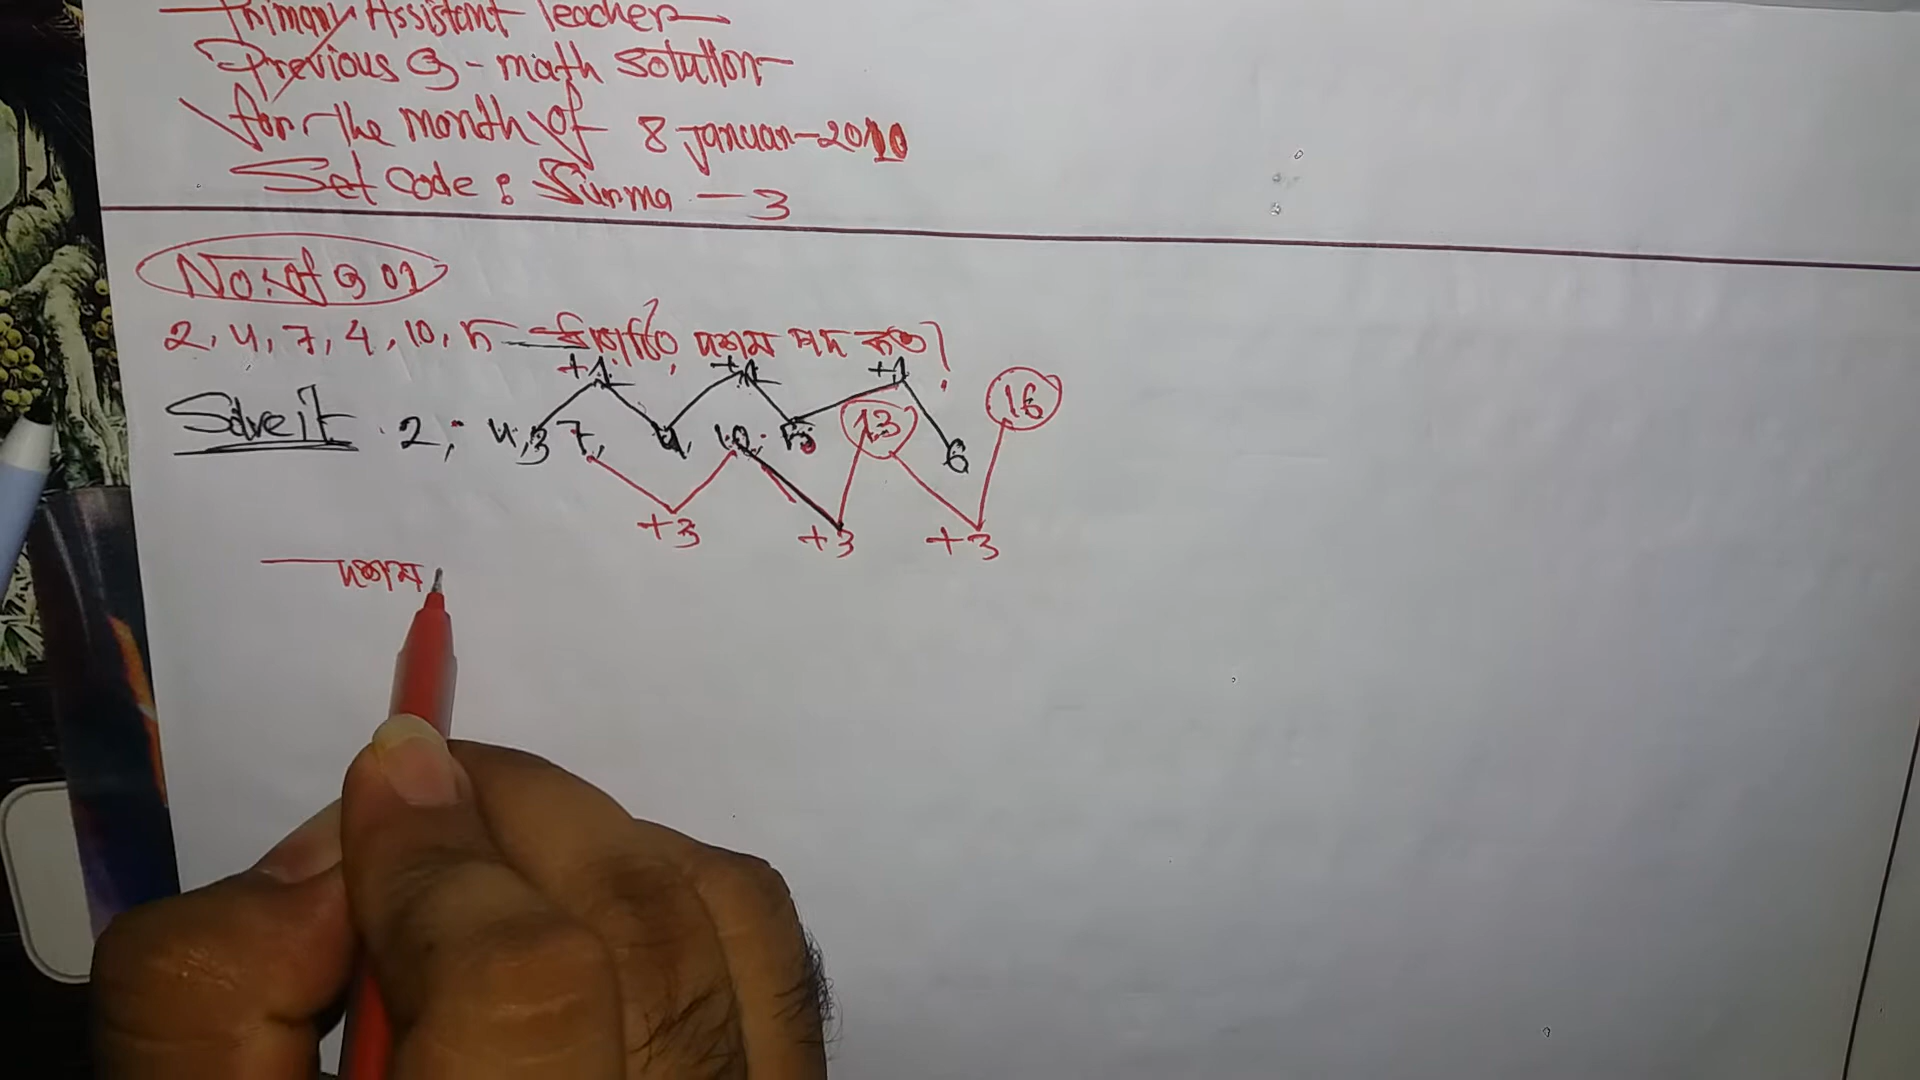 Primary Assistant Teacher
Previous Q - math solution
for the month of 8 Januar-2010
Set Code : Surma - 3
No: of Q 01
2, 4, 7, 4, 10, 5 দশম পদ কত?
+1 +1 +1
Solve it 2, 4,3 7, 4, 10, 5 13 6 16
+3 +3 +3
দশম